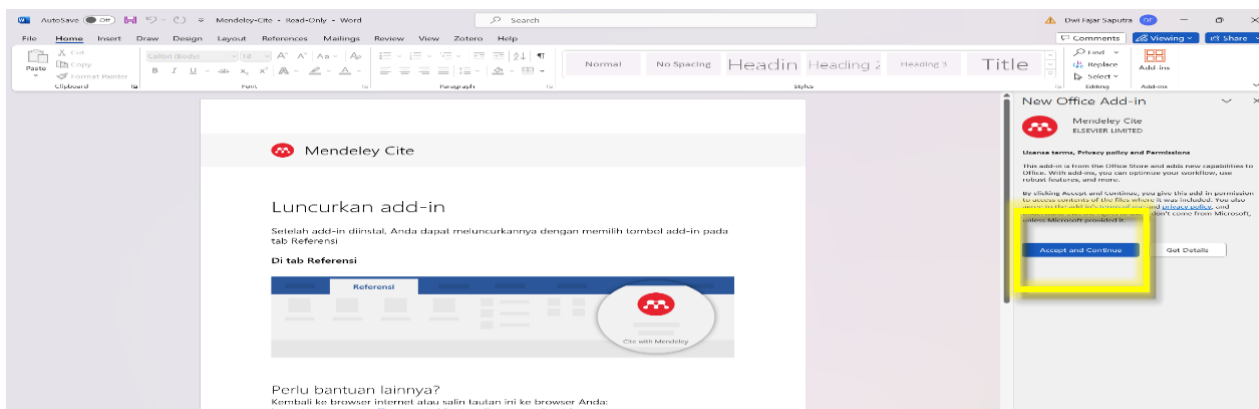 AutoSave Off Mendeley-Cite - Read-Only - Word
Search
Dwi Fajar Saputra DF
File Home Insert Draw Design Layout References Mailings Review View Zotero Help
Comments Viewing Share
Paste
Cut
Copy
Format Painter
Clipboard
Calibri (Body) 12
B I U
Font
Paragraph
Normal No Spacing Headin Heading 2 Heading 3 Title
Styles
Find
Replace
Select
Editing
Add-ins
Add-ins
Mendeley Cite
Luncurkan add-in
Setelah add-in diinstal, Anda dapat meluncurkannya dengan memilih tombol add-in pada
tab Referensi
Di tab Referensi
Referensi
Cite with Mendeley
Perlu bantuan lainnya?
Kembali ke browser internet atau salin tautan ini ke browser Anda:
New Office Add-in
Mendeley Cite
ELSEVIER LIMITED
License terms, Privacy policy and Permissions
This add-in is from the Office Store and adds new capabilities to
Office. With add-ins, you can optimize your workflow, use
robust features, and more.
By clicking Accept and Continue, you give this add in permission
to access contents of the files where it was included. You also
privacy policy, and
don't come from Microsoft,
unless Microsoft provided it.
Accept and Continue
Get Details